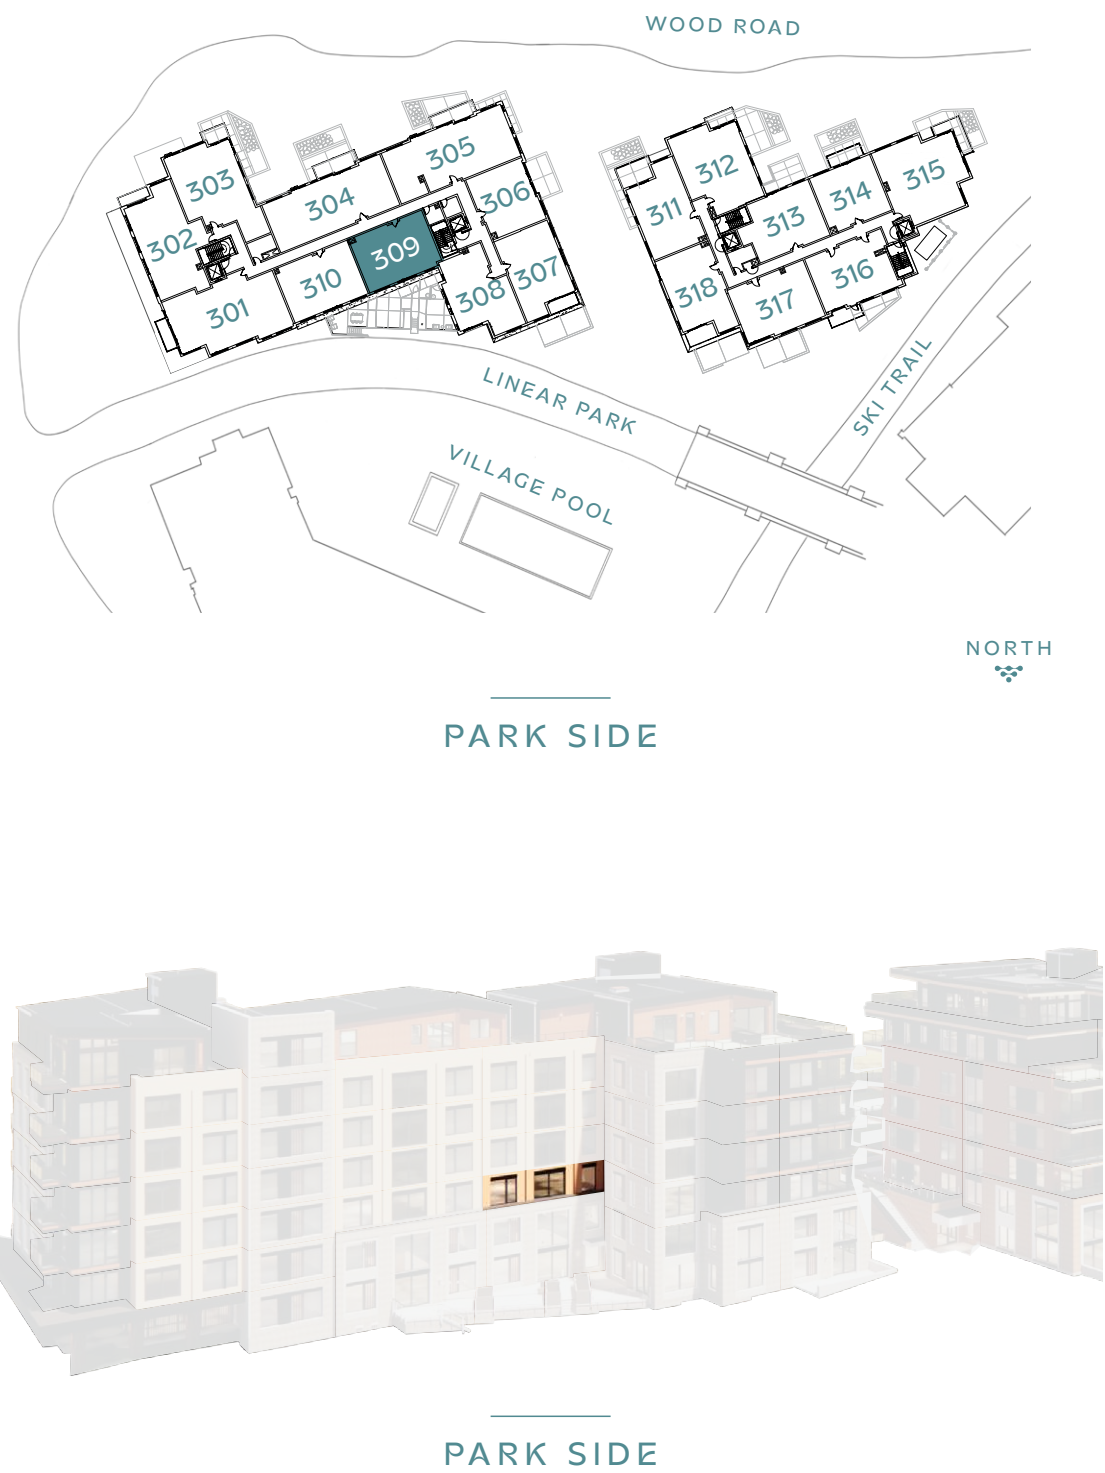 WOOD ROAD
305
312
315
303
306
314
304
311
313
302
309
310
307
316
308
318
317
301
SKI TRAIL
LINEAR PARK
VILLAGE POOL
NORTH
PARK SIDE
PARK SIDE